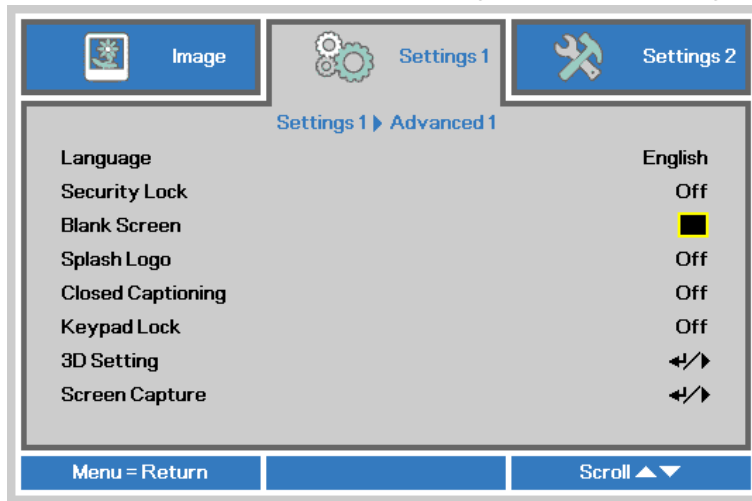 Image
Settings 1
Settings 2
Settings 1 ▶ Advanced 1
Language English
Security Lock Off
Blank Screen
Splash Logo Off
Closed Captioning Off
Keypad Lock Off
3D Setting ↵/▶
Screen Capture ↵/▶
Menu = Return
Scroll ▲▼